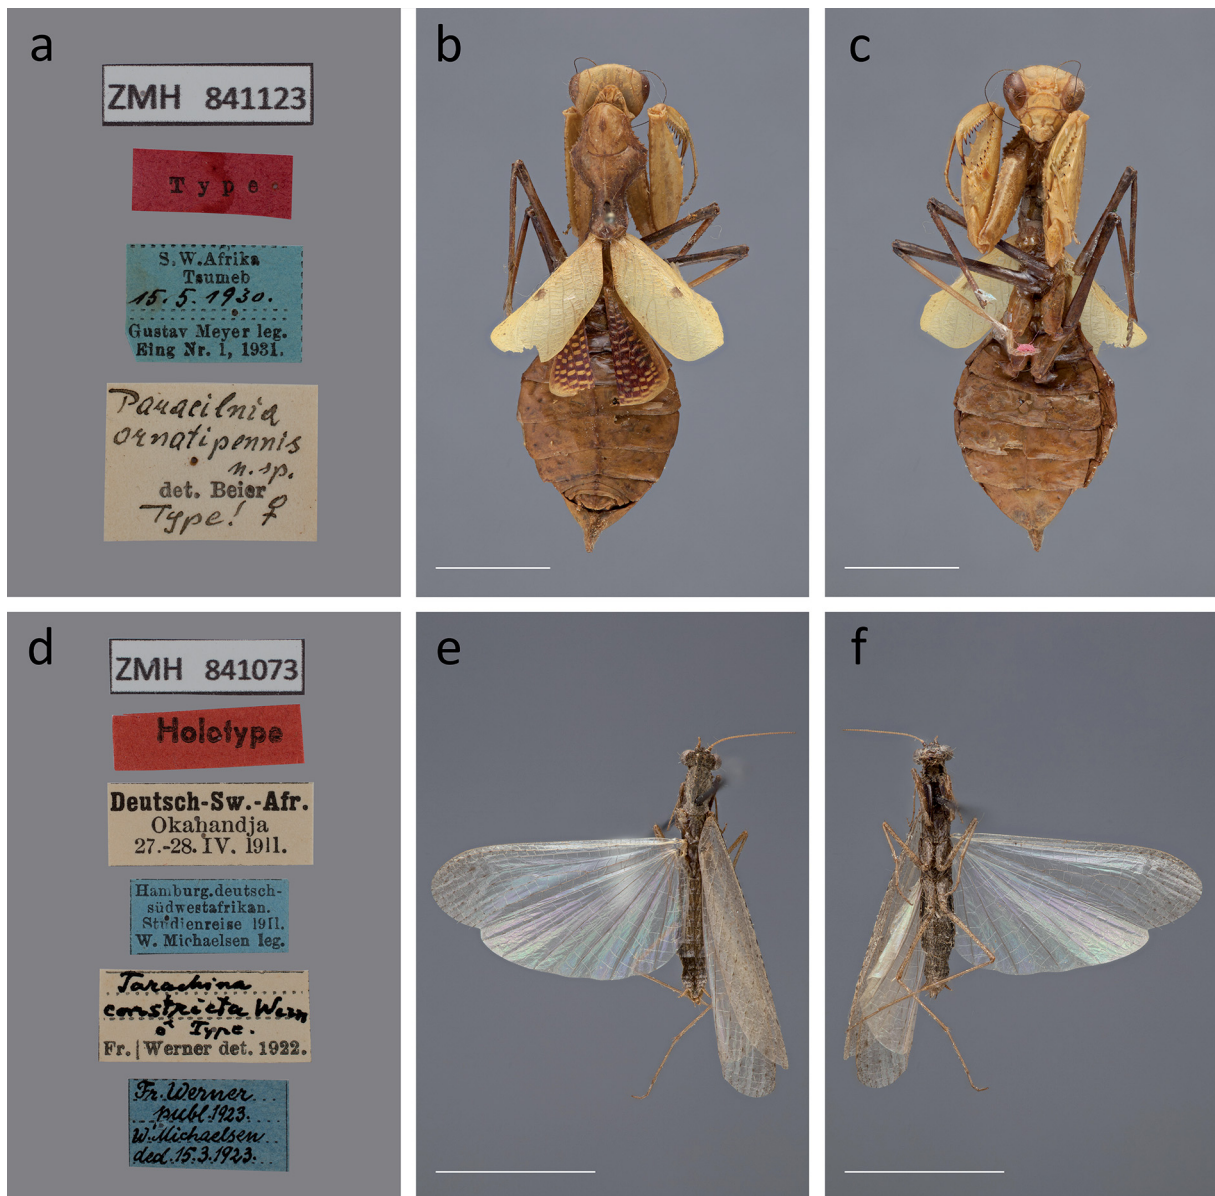 a
ZMH 841123
Type
S.W.Afrika
Tsumeb
15.5.1930.
Gustav Meyer leg.
Eing Nr. 1, 1931.
Paracilnia
ornatipennis
n.sp.
det. Beier
Type! ♀
b
c
d
ZMH 841073
Holotype
Deutsch-Sw.-Afr.
Okahandja
27.-28.IV. 1911.
Hamburg.deutsch-
südwestafrikan.
Studienreise 1911.
W. Michaelsen leg.
Tarachina
constricta Wern
♂ Type.
Fr. Werner det. 1922.
Fr. Werner
publ.1923.
W. Michaelsen
ded.15.3.1923.
e
f